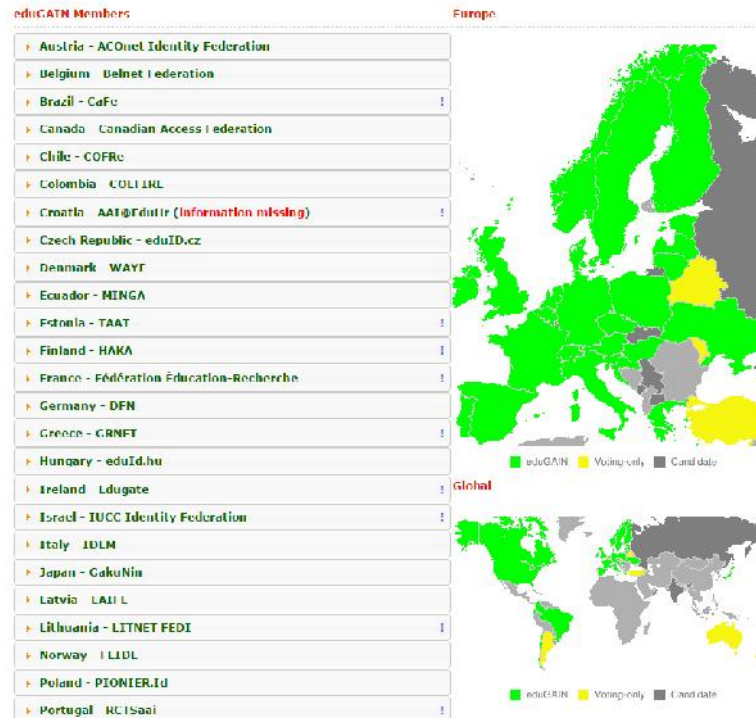 eduGAIN Members
Austria - ACOnet Identity Federation
Belgium - Belnet Federation
Brazil - CaFe !
Canada - Canadian Access Federation
Chile - COFRe
Colombia - COLFIRE
Croatia - AAI@EduHr (information missing) !
Czech Republic - eduID.cz
Denmark - WAYF
Ecuador - MINGA
Estonia - TAAT !
Finland - HAKA !
France - Fédération Éducation-Recherche !
Germany - DFN
Greece - GRNET !
Hungary - eduId.hu
Ireland - Edugate !
Israel - IUCC Identity Federation !
Italy - IDEM
Japan - GakuNin
Latvia - LAIFE
Lithuania - LITNET FEDI !
Norway - FEIDE
Poland - PIONIER.Id
Portugal - RCTSaai !
Europe
eduGAIN Voting-only Candidate
Global
eduGAIN Voting-only Candidate